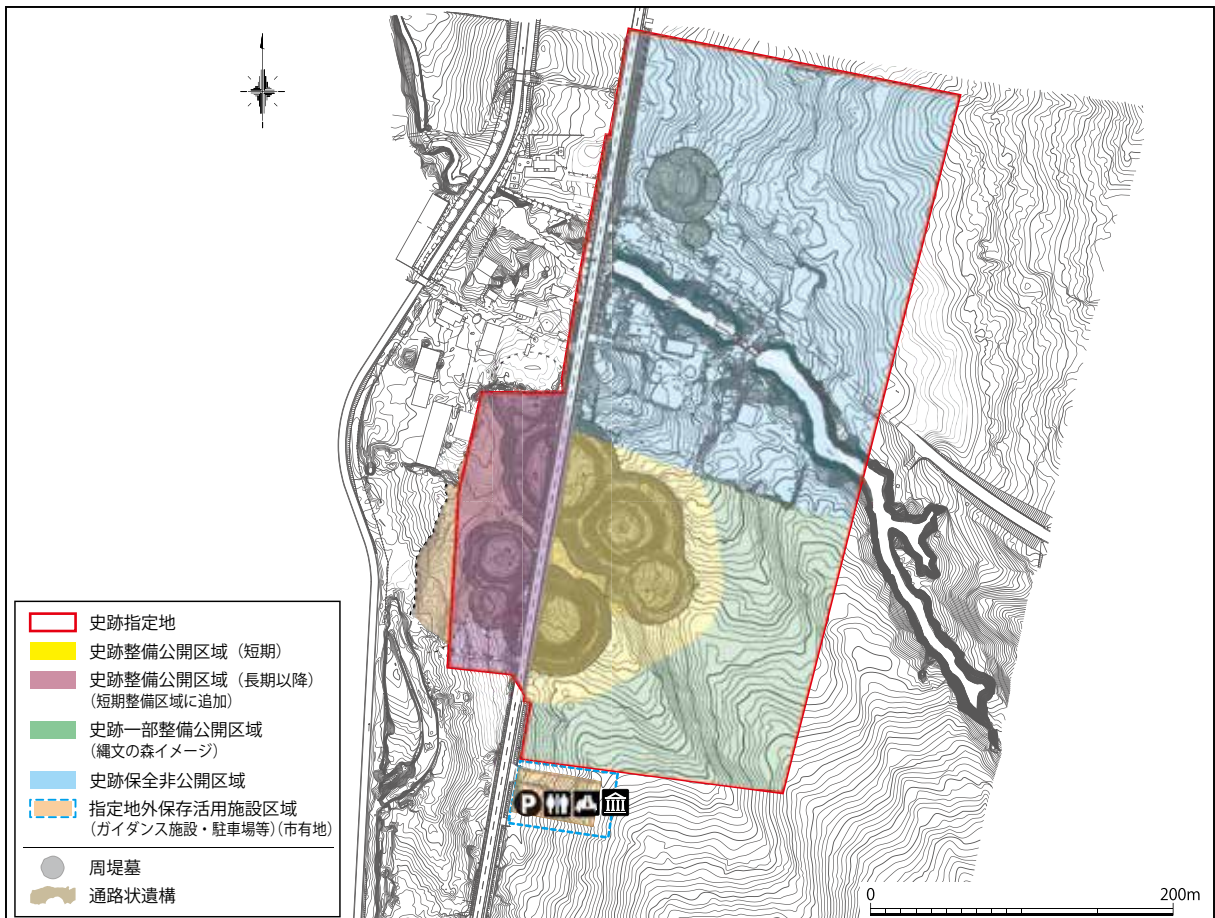 史跡指定地
史跡整備公開区域（短期）
史跡整備公開区域（長期以降）
（短期整備区域に追加）
史跡一部整備公開区域
（縄文の森イメージ）
史跡保全非公開区域
指定地外保存活用施設区域
（ガイダンス施設・駐車場等）（市有地）
周堤墓
通路状遺構
P
0 200m